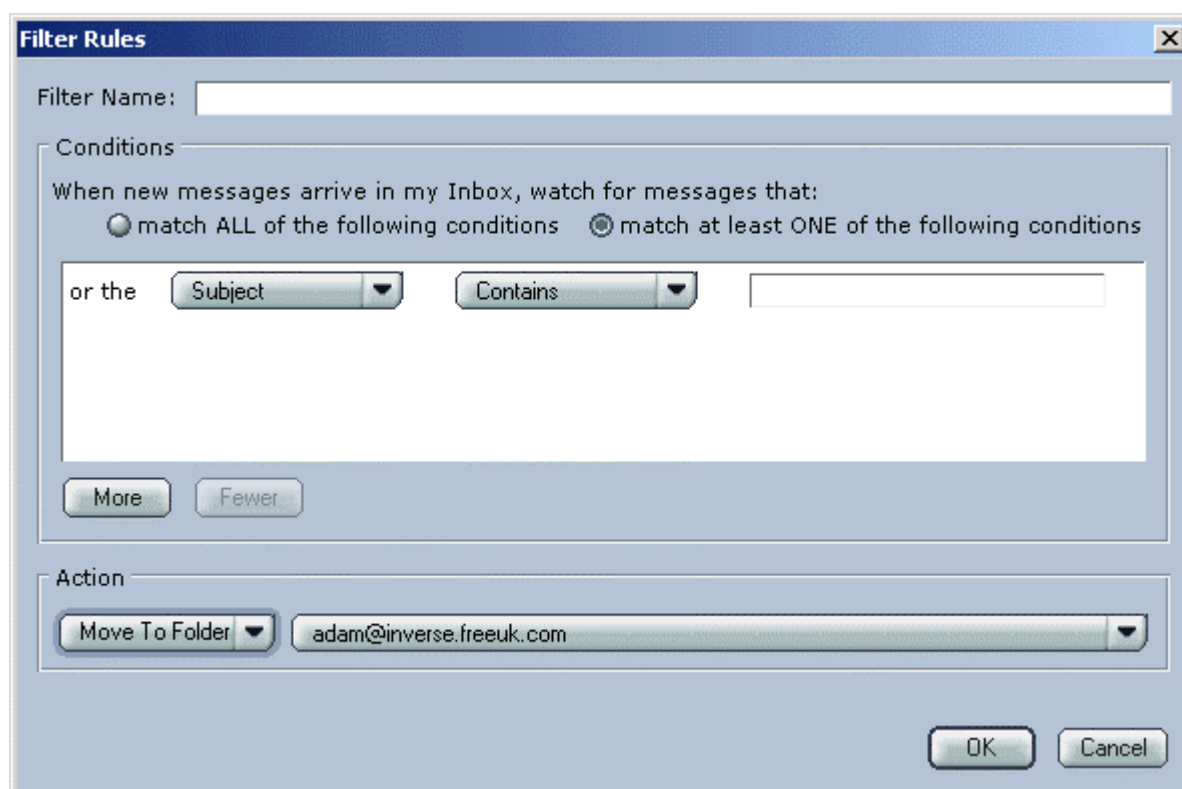 Filter Rules
Filter Name:
Conditions
When new messages arrive in my Inbox, watch for messages that:
match ALL of the following conditions match at least ONE of the following conditions
or the Subject Contains
More Fewer
Action
Move To Folder adam@inverse.freeuk.com
OK Cancel